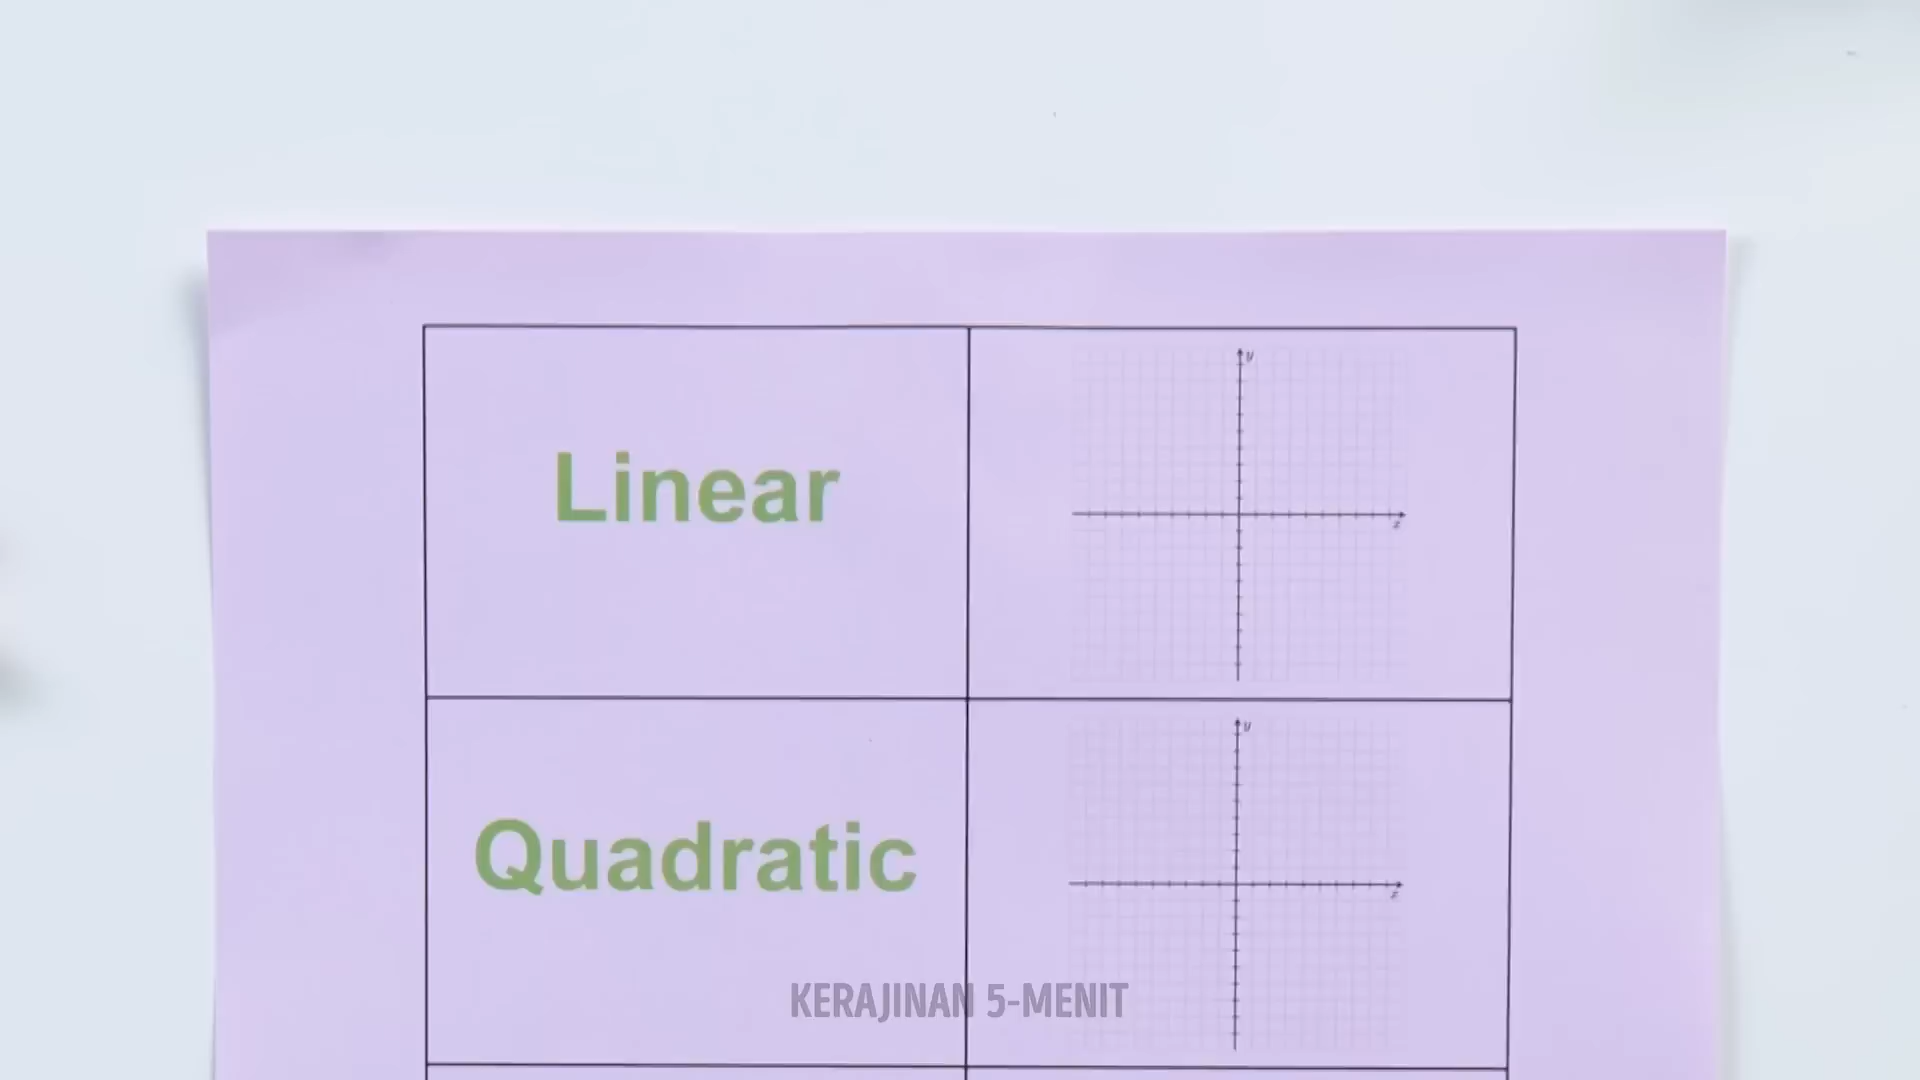 Linear
y
x
Quadratic
y
x
KERAJINAN 5-MENIT